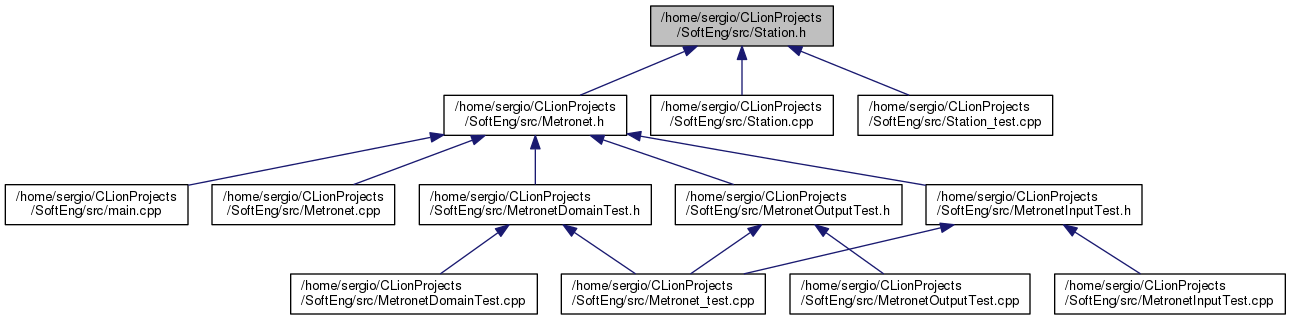 /home/sergio/CLionProjects
/SoftEng/src/Station.h
/home/sergio/CLionProjects
/SoftEng/src/Metronet.h
/home/sergio/CLionProjects
/SoftEng/src/Station.cpp
/home/sergio/CLionProjects
/SoftEng/src/Station_test.cpp
/home/sergio/CLionProjects
/SoftEng/src/main.cpp
/home/sergio/CLionProjects
/SoftEng/src/Metronet.cpp
/home/sergio/CLionProjects
/SoftEng/src/MetronetDomainTest.h
/home/sergio/CLionProjects
/SoftEng/src/MetronetOutputTest.h
/home/sergio/CLionProjects
/SoftEng/src/MetronetInputTest.h
/home/sergio/CLionProjects
/SoftEng/src/MetronetDomainTest.cpp
/home/sergio/CLionProjects
/SoftEng/src/Metronet_test.cpp
/home/sergio/CLionProjects
/SoftEng/src/MetronetOutputTest.cpp
/home/sergio/CLionProjects
/SoftEng/src/MetronetInputTest.cpp